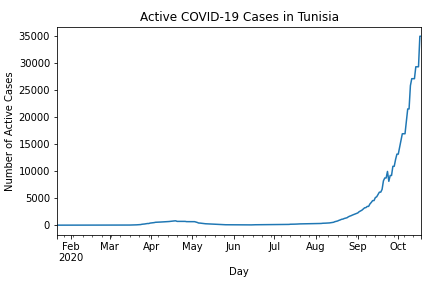 Active COVID-19 Cases in Tunisia
Number of Active Cases
35000
30000
25000
20000
15000
10000
5000
0
Feb Mar Apr May Jun Jul Aug Sep Oct
2020
Day